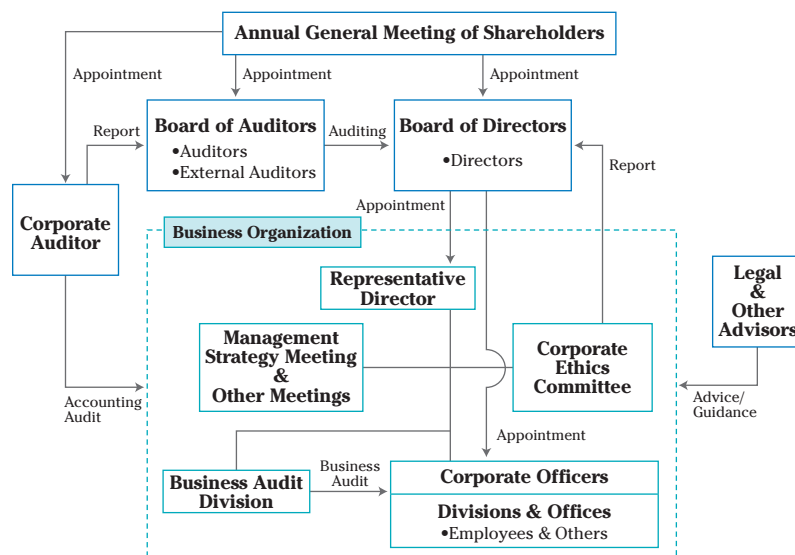 Annual General Meeting of Shareholders
Appointment
Appointment
Appointment
Board of Auditors
•Auditors
•External Auditors
Auditing
Board of Directors
•Directors
Report
Report
Corporate
Auditor
Appointment
Business Organization
Representative
Director
Legal
&
Other
Advisors
Management
Strategy Meeting
&
Other Meetings
Corporate
Ethics
Committee
Accounting
Audit
Advice/
Guidance
Appointment
Business Audit
Division
Business
Audit
Corporate Officers
Divisions & Offices
•Employees & Others